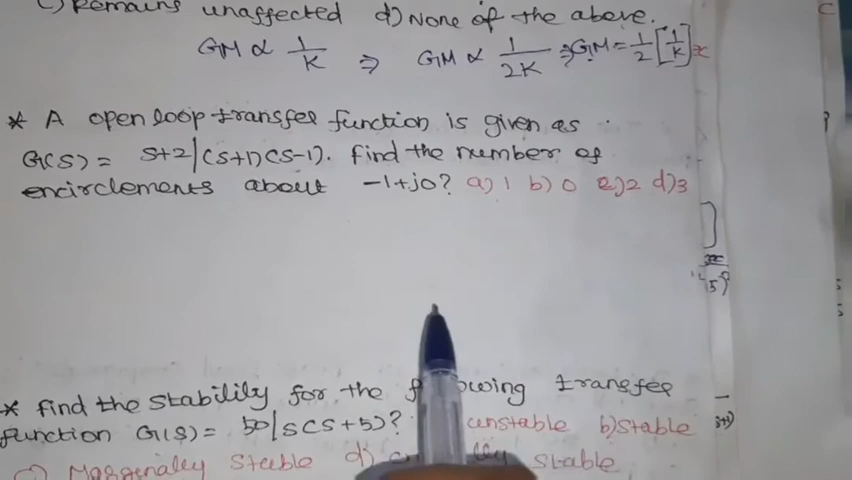 c) Remains unaffected d) None of the above.
GM ∝ 1/K ⇒ GM ∝ 1/2K ⇒ GM = 1/2 [1/K]
* A open loop transfer function is given as
G(s) = s+2|(s+1)(s-1). find the number of
encirclements about -1+j0? a) 1 b) 0 c) 2 d) 3
* find the stability for the transfer
function G(s) = 50|s(s+5)? unstable b) stable
stable d) stable